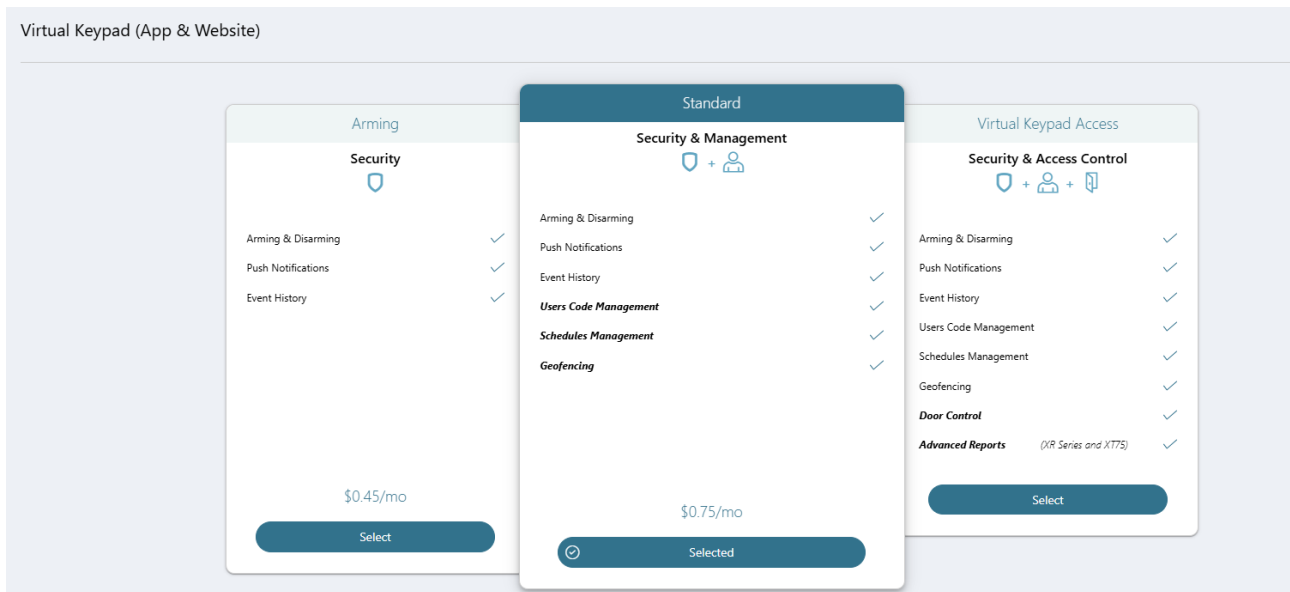 Virtual Keypad (App & Website)
Arming
Security
Arming & Disarming
Push Notifications
Event History
$0.45/mo
Select
Standard
Security & Management
+
Arming & Disarming
Push Notifications
Event History
Users Code Management
Schedules Management
Geofencing
$0.75/mo
Selected
Virtual Keypad Access
Security & Access Control
+ +
Arming & Disarming
Push Notifications
Event History
Users Code Management
Schedules Management
Geofencing
Door Control
Advanced Reports (XR Series and XT75)
Select